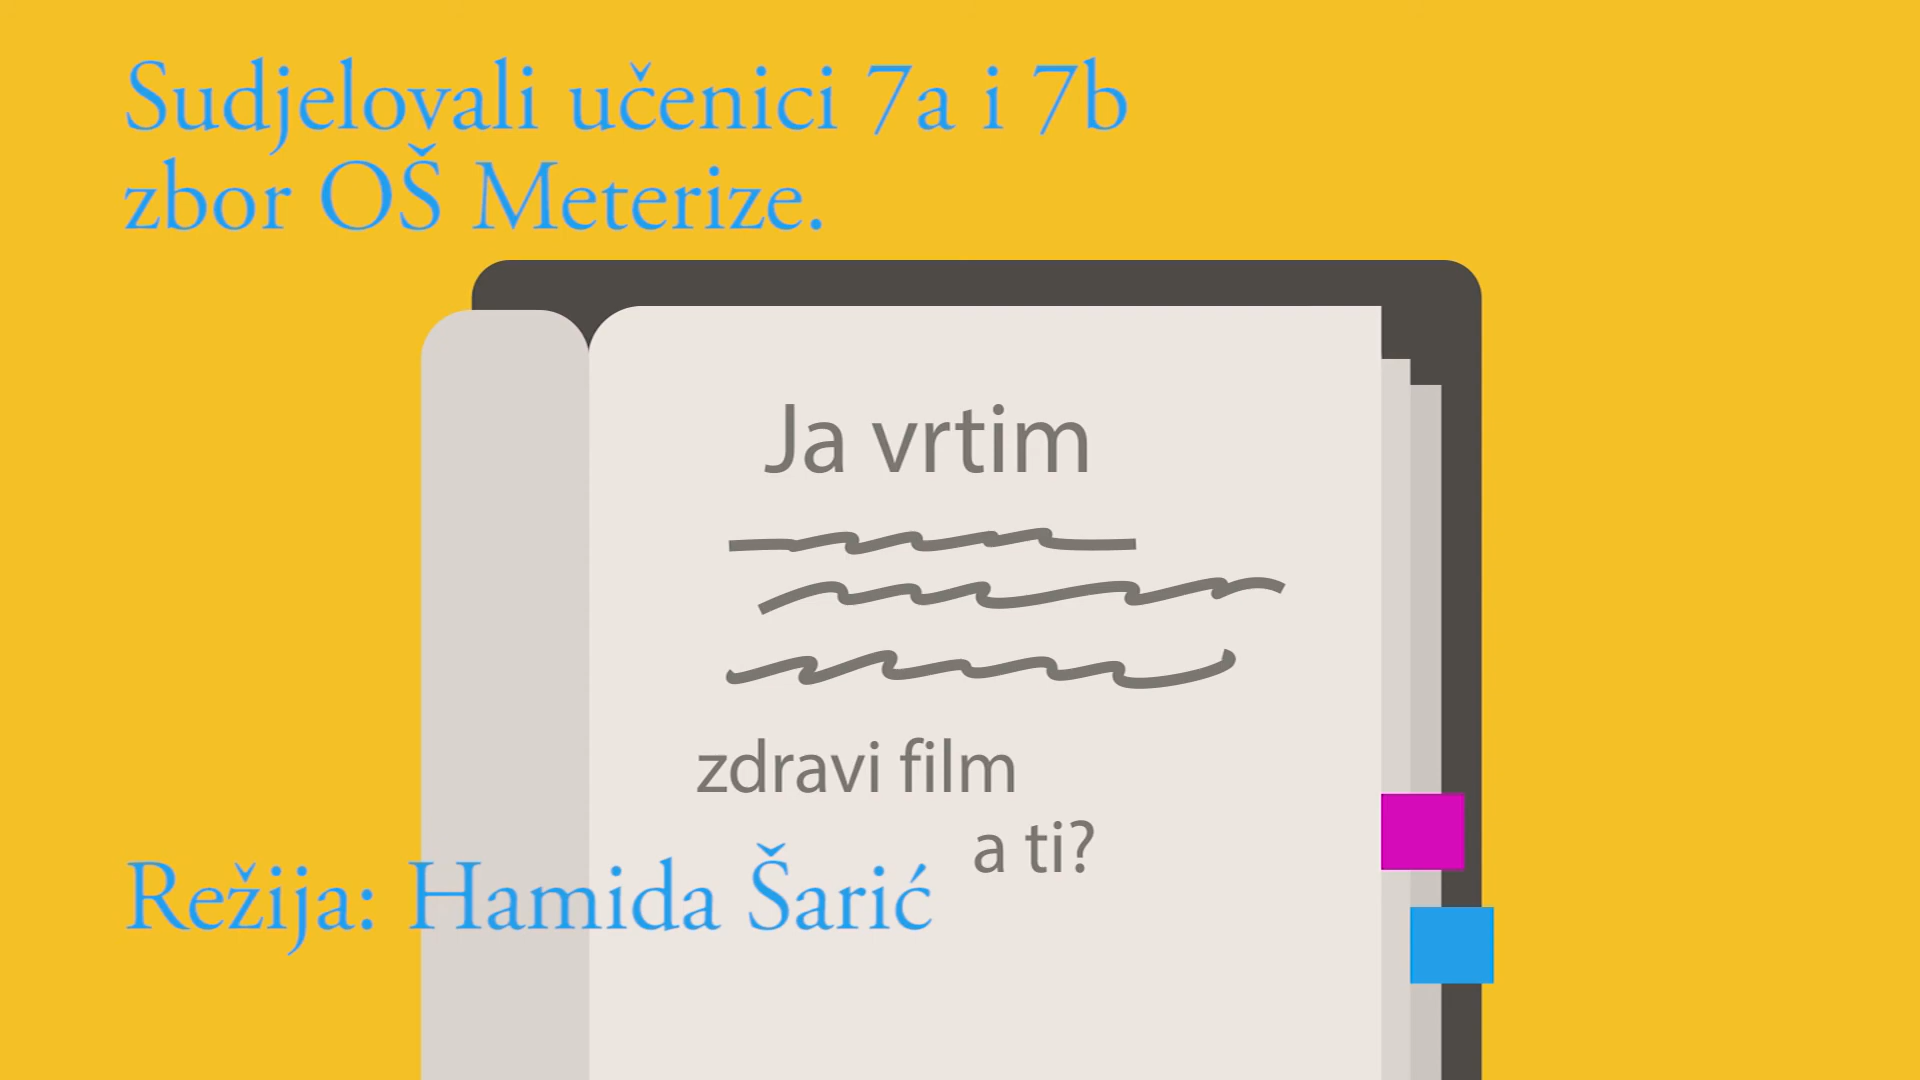 Sudjelovali učenici 7a i 7b
zbor OŠ Meterize.
Ja vrtim
zdravi film
a ti?
Režija: Hamida Šarić